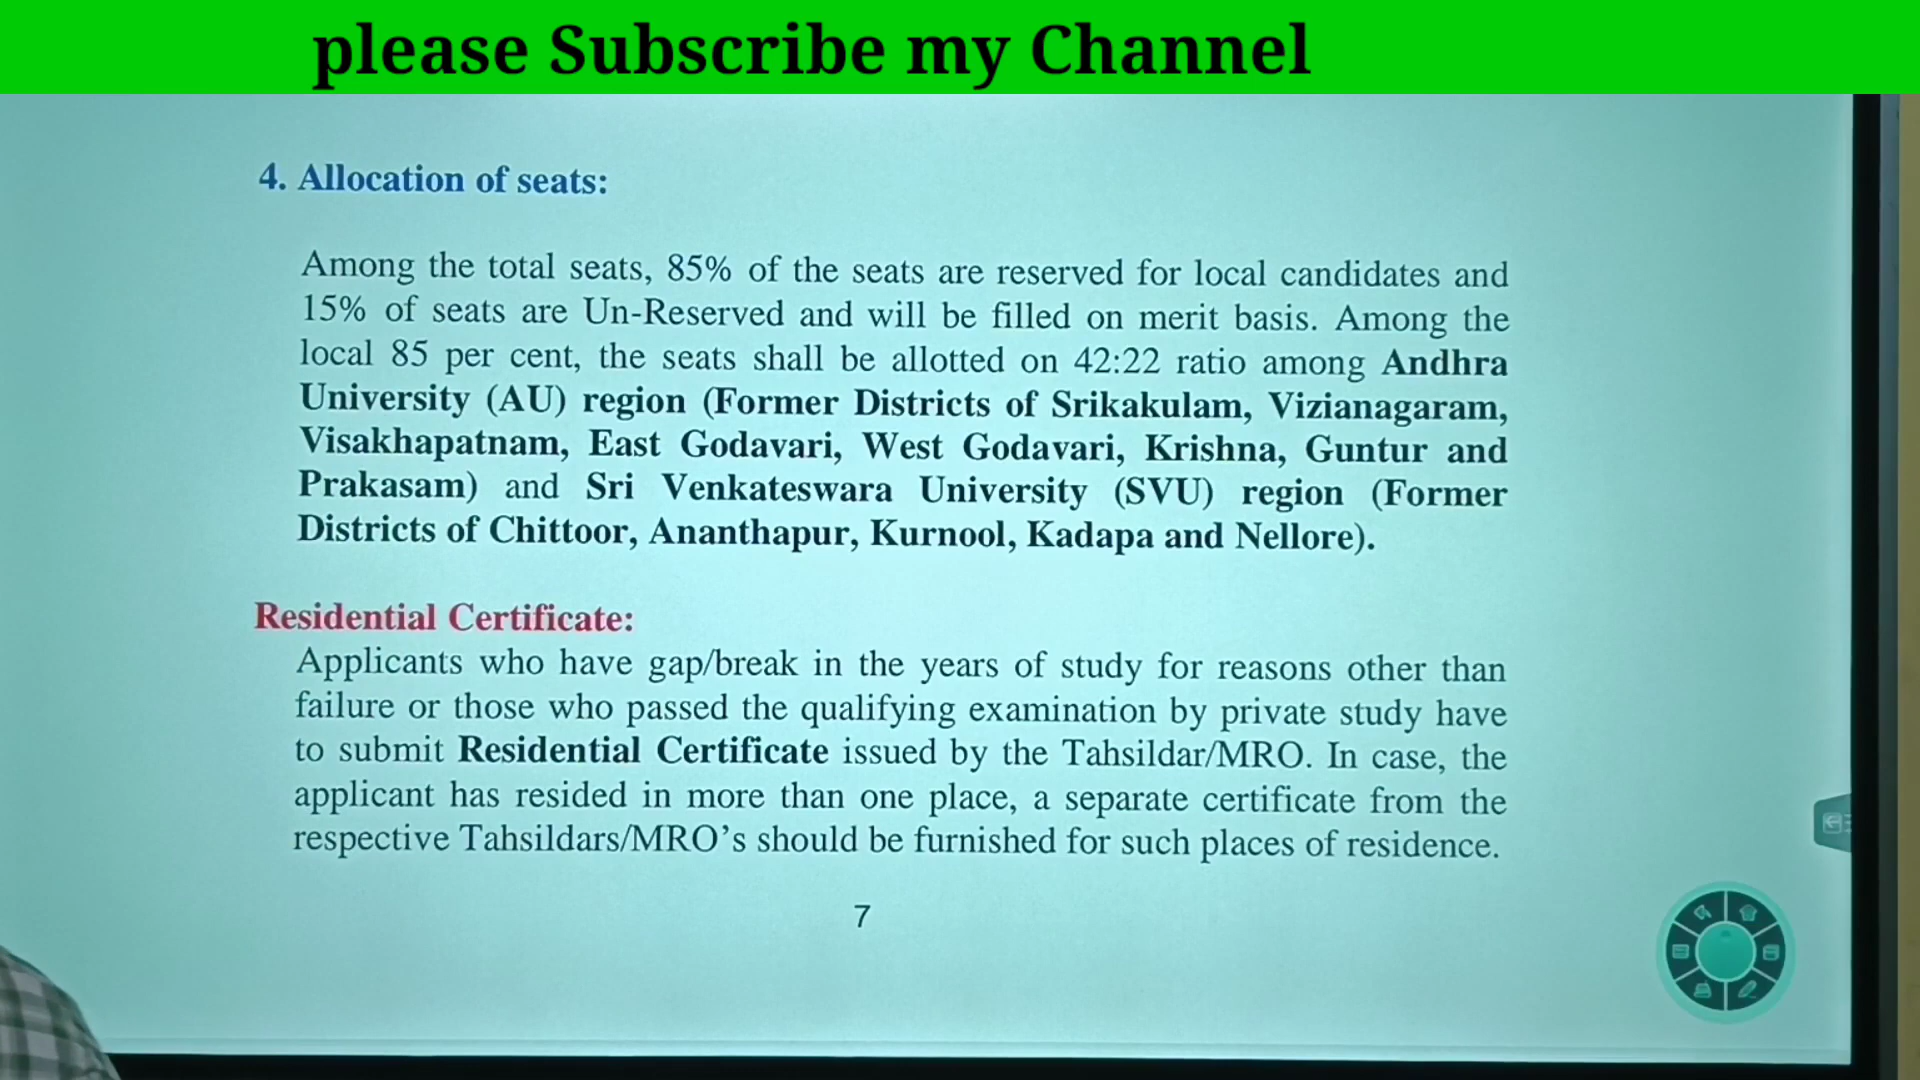 please Subscribe my Channel
4. Allocation of seats:
Among the total seats, 85% of the seats are reserved for local candidates and
15% of seats are Un-Reserved and will be filled on merit basis. Among the
local 85 per cent, the seats shall be allotted on 42:22 ratio among Andhra
University (AU) region (Former Districts of Srikakulam, Vizianagaram,
Visakhapatnam, East Godavari, West Godavari, Krishna, Guntur and
Prakasam) and Sri Venkateswara University (SVU) region (Former
Districts of Chittoor, Ananthapur, Kurnool, Kadapa and Nellore).
Residential Certificate:
Applicants who have gap/break in the years of study for reasons other than
failure or those who passed the qualifying examination by private study have
to submit Residential Certificate issued by the Tahsildar/MRO. In case, the
applicant has resided in more than one place, a separate certificate from the
respective Tahsildars/MRO’s should be furnished for such places of residence.
7